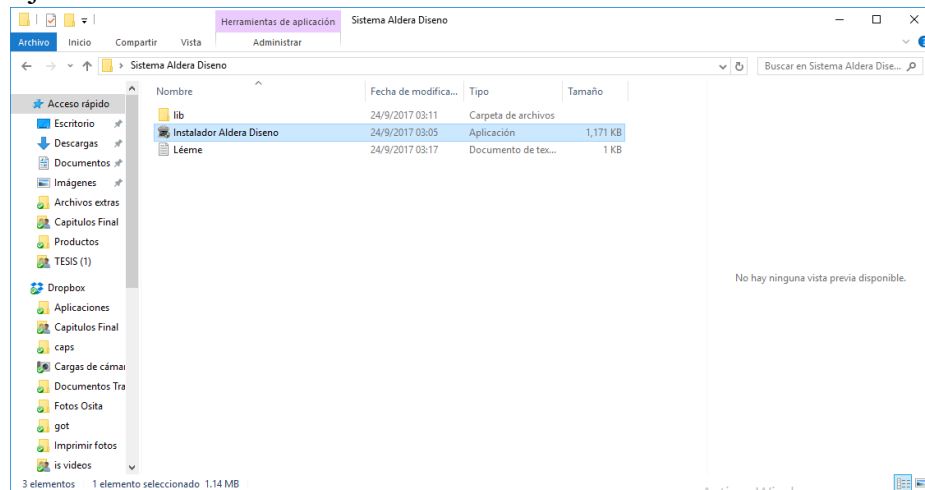 Herramientas de aplicación Sistema Aldera Diseno
Archivo Inicio Compartir Vista Administrar
Sistema Aldera Diseno Buscar en Sistema Aldera Dise...
Nombre Fecha de modifica... Tipo Tamaño
Acceso rápido
Escritorio
Descargas
Documentos
Imágenes
Archivos extras
Capitulos Final
Productos
TESIS (1)
Dropbox
Aplicaciones
Capitulos Final
caps
Cargas de cámar
Documentos Tra
Fotos Osita
got
Imprimir fotos
is videos
lib 24/9/2017 03:11 Carpeta de archivos
Instalador Aldera Diseno 24/9/2017 03:05 Aplicación 1,171 KB
Léeme 24/9/2017 03:17 Documento de tex... 1 KB
No hay ninguna vista previa disponible.
3 elementos 1 elemento seleccionado 1.14 MB